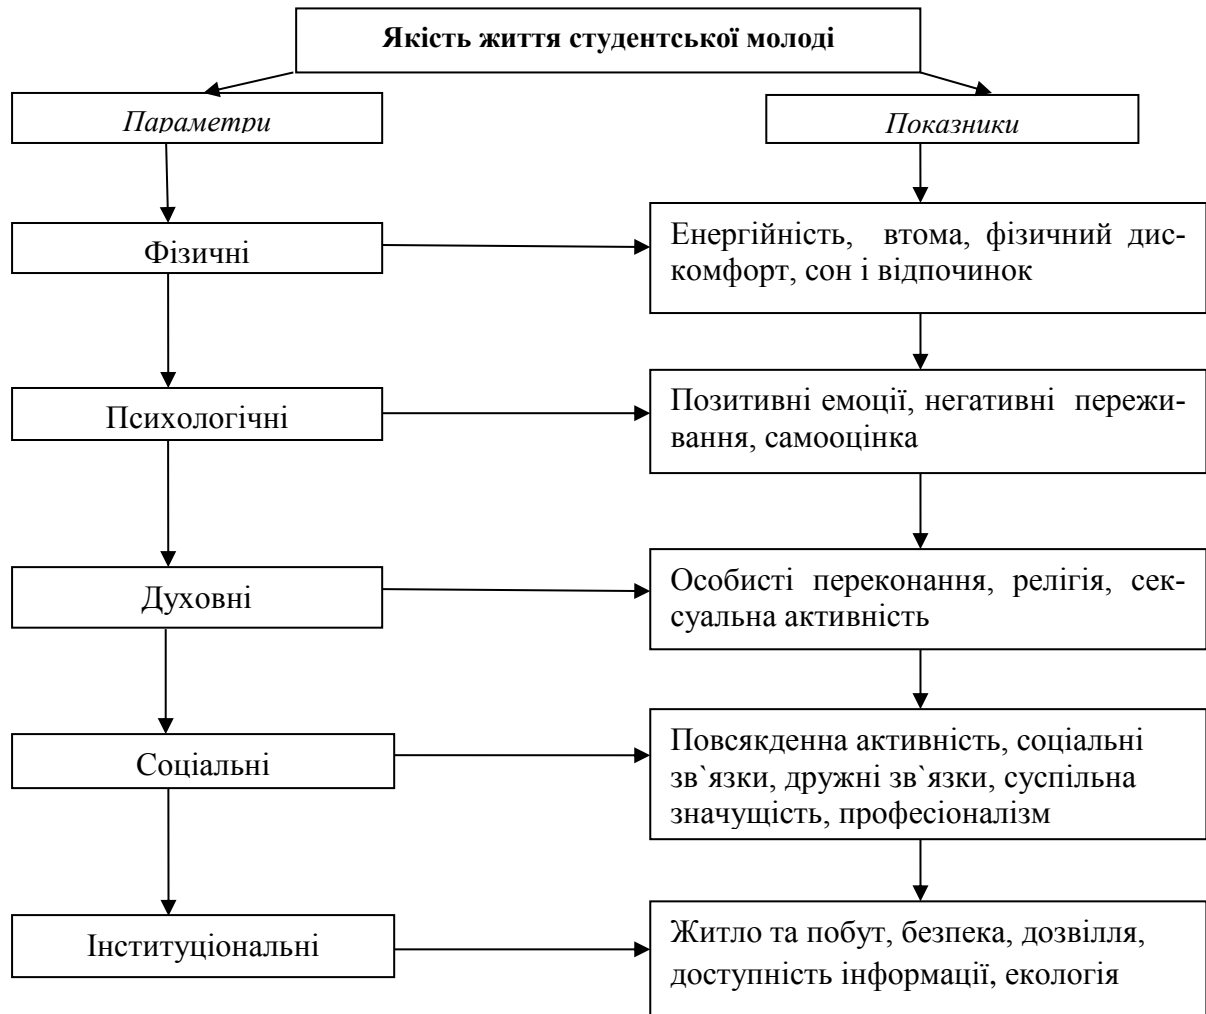 Якість життя студентської молоді
Параметри
Показники
Фізичні
Енергійність, втома, фізичний дис-
комфорт, сон і відпочинок
Психологічні
Позитивні емоції, негативні пережи-
вання, самооцінка
Духовні
Особисті переконання, релігія, сек-
суальна активність
Соціальні
Повсякденна активність, соціальні
зв`язки, дружні зв`язки, суспільна
значущість, професіоналізм
Інституціональні
Житло та побут, безпека, дозвілля,
доступність інформації, екологія